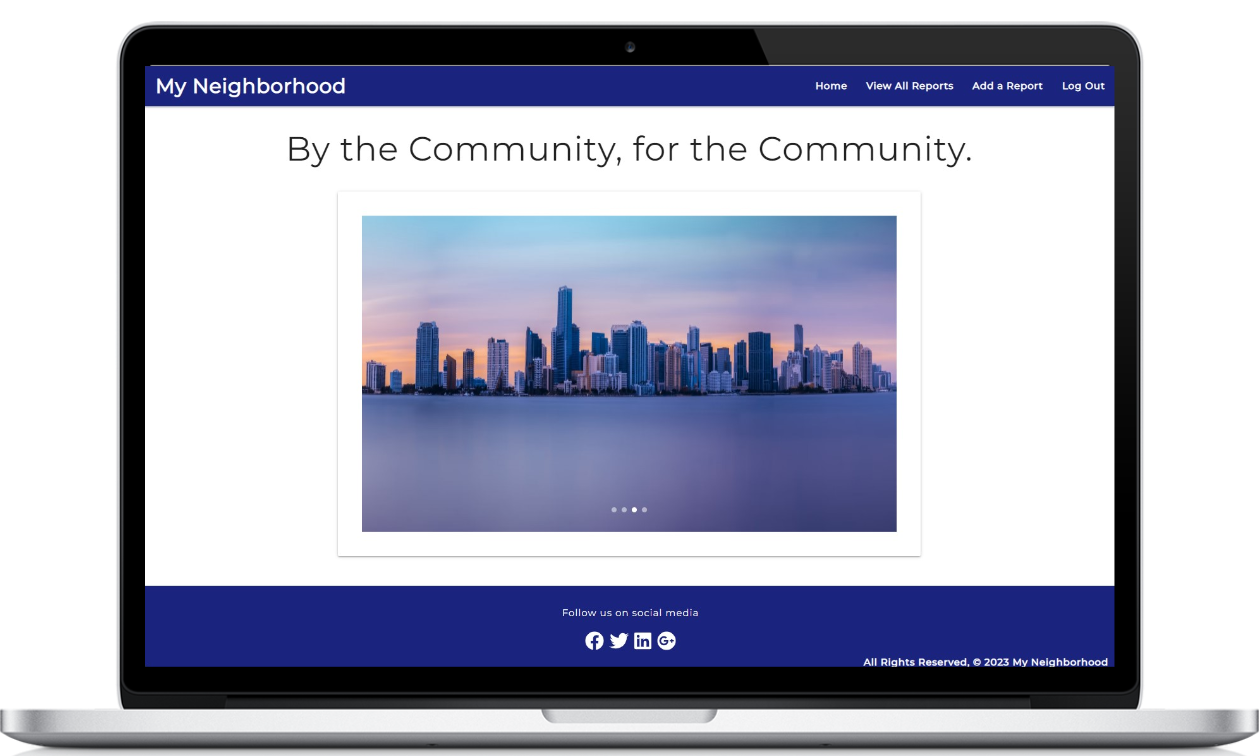 My Neighborhood
Home View All Reports Add a Report Log Out
By the Community, for the Community.
Follow us on social media
f in G+
All Rights Reserved, © 2023 My Neighborhood